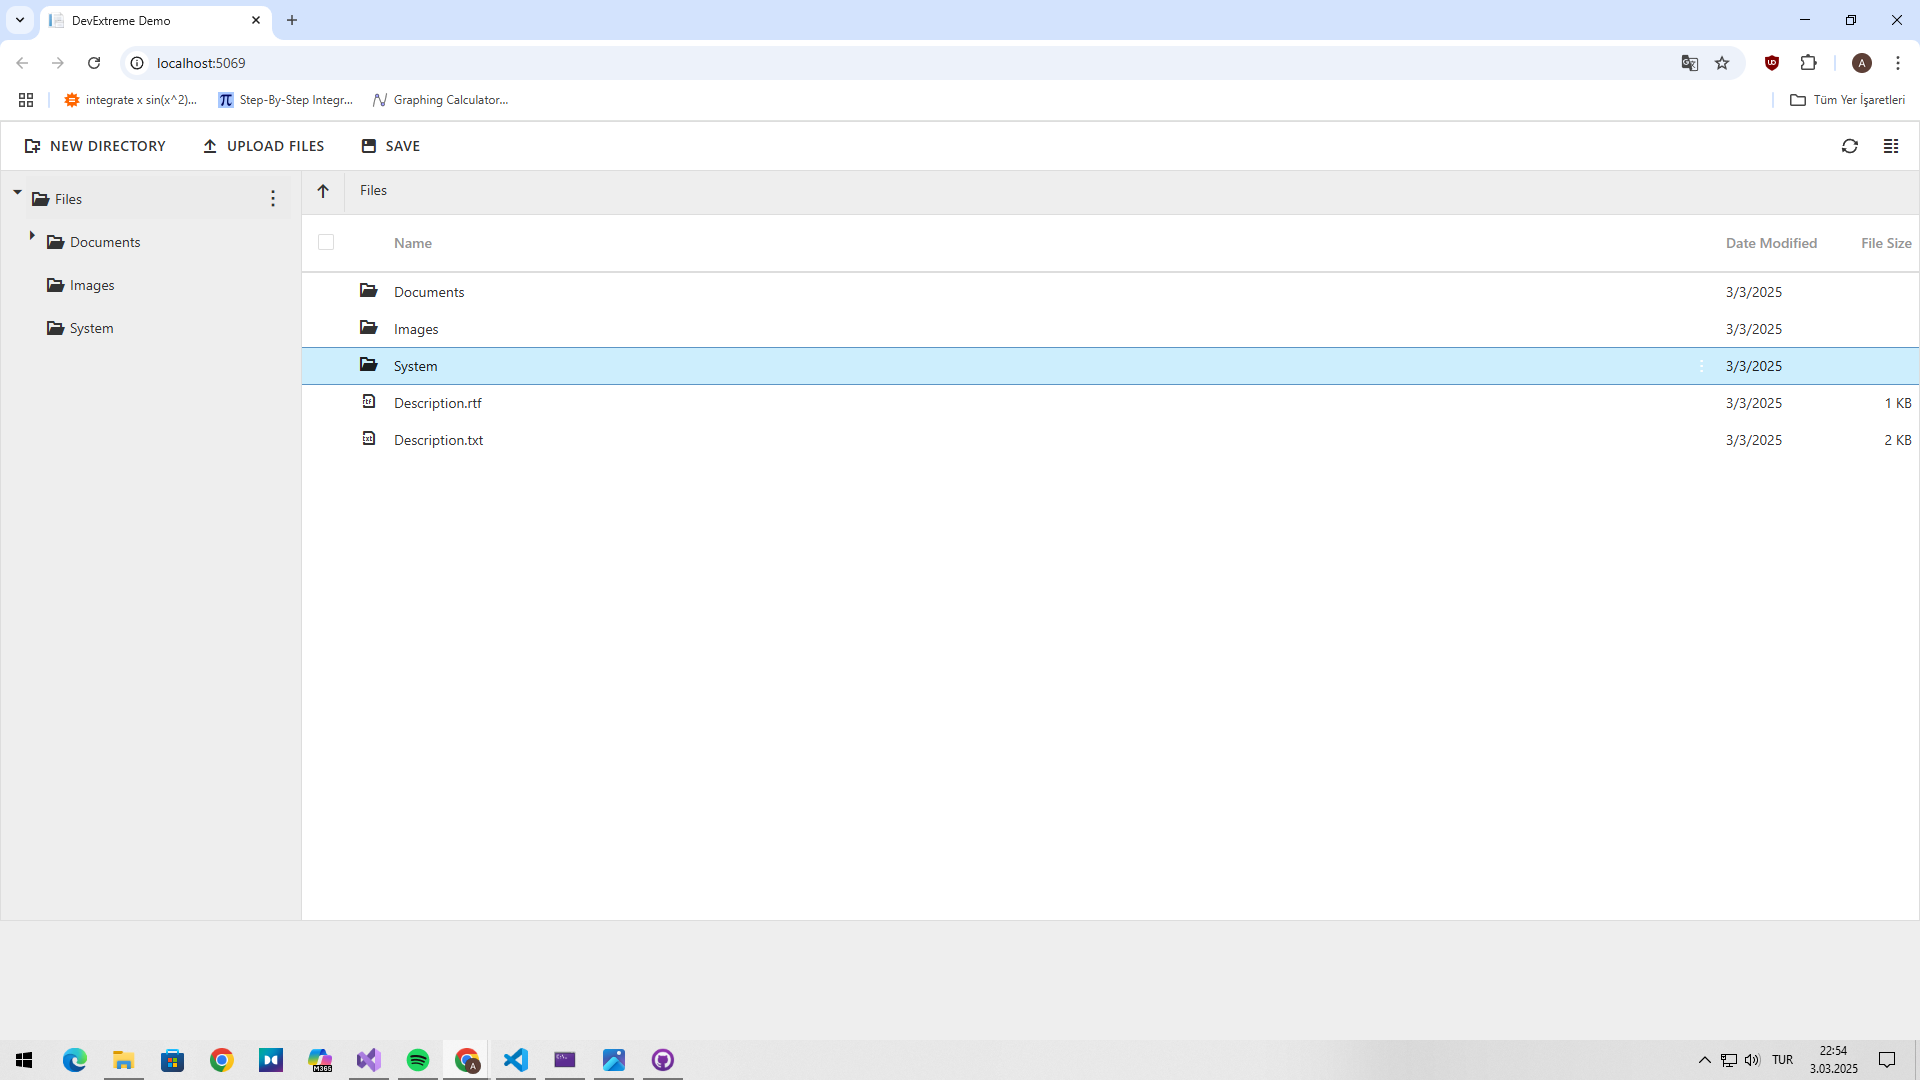 DevExtreme Demo
localhost:5069
integrate x sin(x^2)...
Step-By-Step Integr...
Graphing Calculator...
Tüm Yer İşaretleri
NEW DIRECTORY
UPLOAD FILES
SAVE
Files
Documents
Images
System
Files
Name
Date Modified
File Size
Documents
3/3/2025
Images
3/3/2025
System
3/3/2025
Description.rtf
3/3/2025
1 KB
Description.txt
3/3/2025
2 KB
M365
A
TUR
22:54
3.03.2025